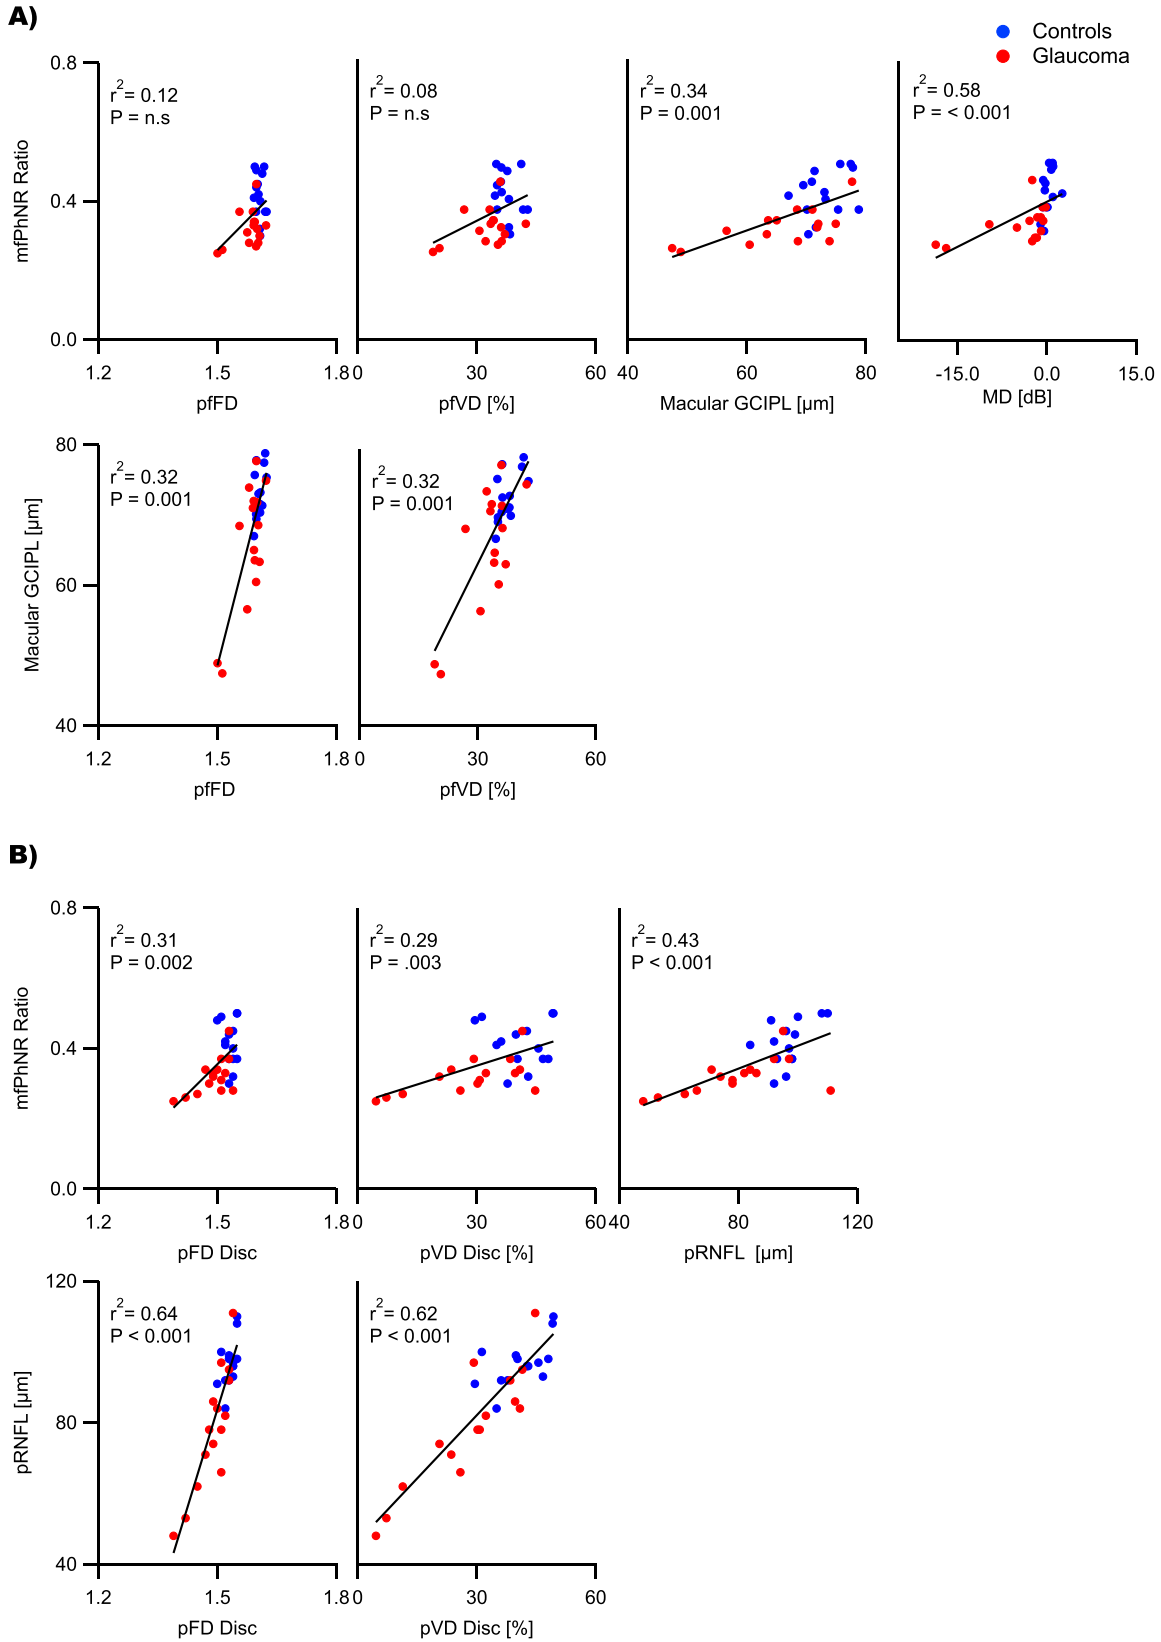 A)
Controls
Glaucoma
mfPhNR Ratio
0.8
0.4
0.0
r²= 0.12
P = n.s
1.2 1.5 1.8
pfFD
r²= 0.08
P = n.s
0 30 60
pfVD [%]
r²= 0.34
P = 0.001
40 60 80
Macular GCIPL [µm]
r²= 0.58
P = < 0.001
-15.0 0.0 15.0
MD [dB]
Macular GCIPL [µm]
80
60
40
r²= 0.32
P = 0.001
1.2 1.5 1.8
pfFD
r²= 0.32
P = 0.001
0 30 60
pfVD [%]
B)
mfPhNR Ratio
0.8
0.4
0.0
r²= 0.31
P = 0.002
1.2 1.5 1.8
pFD Disc
r²= 0.29
P = .003
0 30 60
pVD Disc [%]
r²= 0.43
P < 0.001
40 80 120
pRNFL [µm]
pRNFL [µm]
120
80
40
r²= 0.64
P < 0.001
1.2 1.5 1.8
pFD Disc
r²= 0.62
P < 0.001
0 30 60
pVD Disc [%]